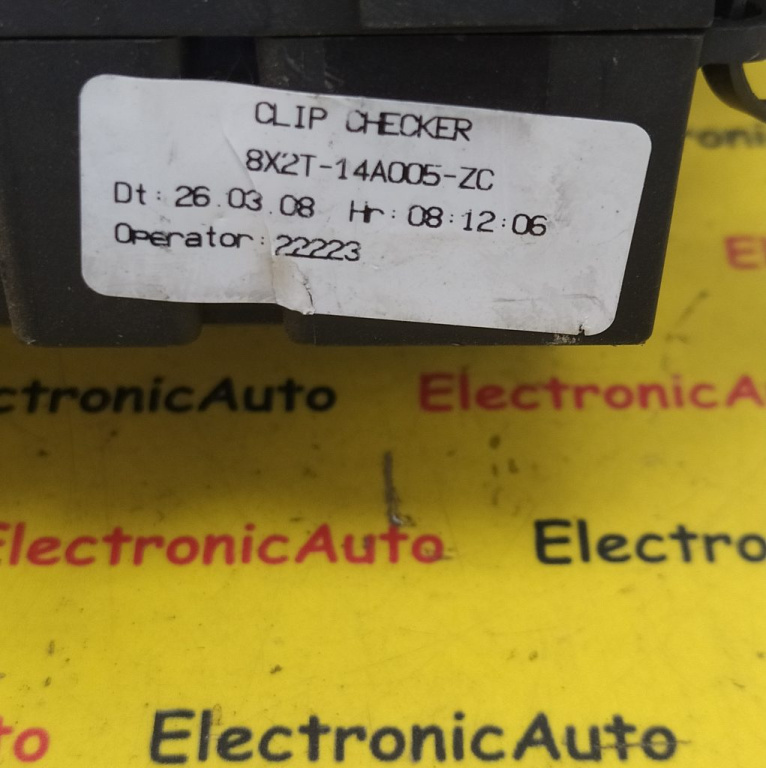 CLIP CHECKER
8X2T-14A005-ZC
Dt: 26.03.08 Hr: 08:12:06
Operator: 22223
ctronicAuto ElectronicA
ElectronicAuto Electro
to ElectronicAuto